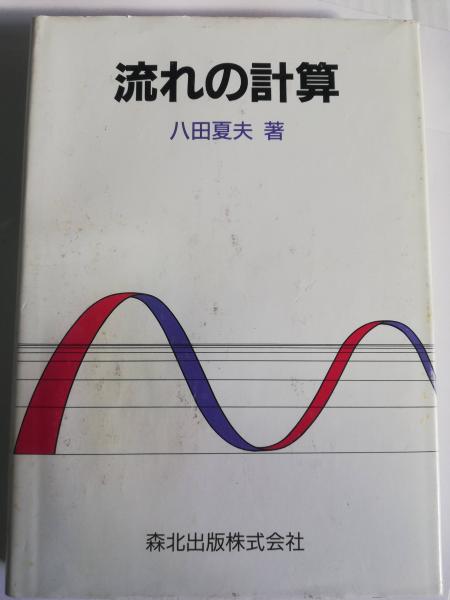 流れの計算
八田夏夫 著
森北出版株式会社